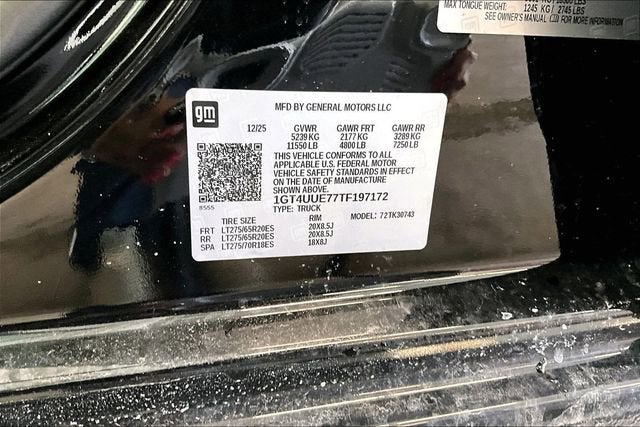 MAX TONGUE WEIGHT:
1245 KG / 2745 LBS
SEE OWNER'S MANUAL FOR MORE INFORMATION
gm
MFD BY GENERAL MOTORS LLC
12/25 GVWR GAWR FRT GAWR RR
5239 KG 2177 KG 3289 KG
11550 LB 4800 LB 7250 LB
THIS VEHICLE CONFORMS TO ALL
APPLICABLE U.S. FEDERAL MOTOR
VEHICLE SAFETY STANDARDS IN EFFECT
ON THE DATE OF MANUFACTURE
SHOWN ABOVE.
1GT4UUE77TF197172
TYPE: TRUCK
8555
MODEL: 72TK30743
TIRE SIZE RIM
FRT LT275/65R20ES 20X8.5J
RR LT275/65R20ES 20X8.5J
SPA LT275/70R18ES 18X8J